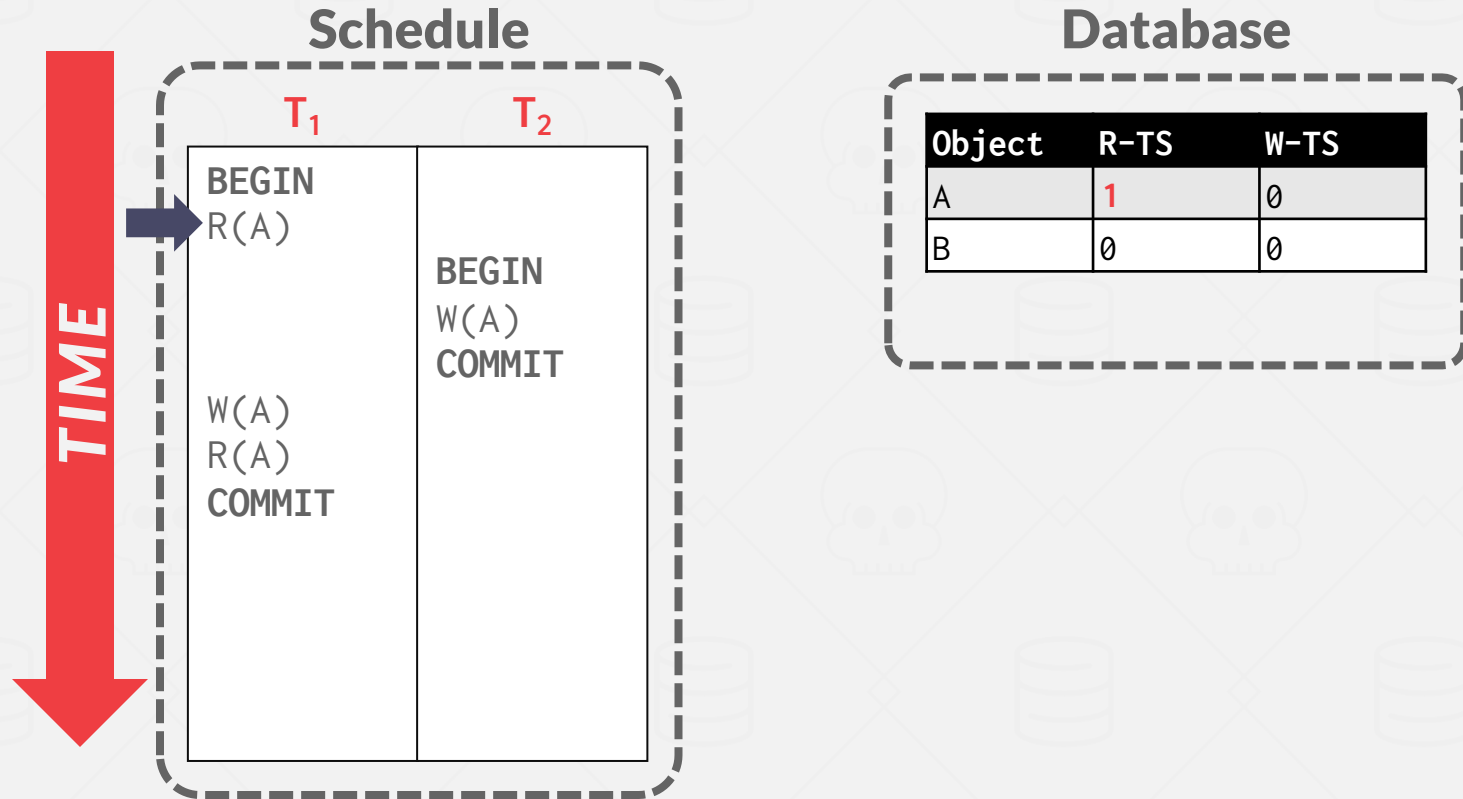 Schedule
TIME
T₁ T₂
BEGIN
R(A)
BEGIN
W(A)
COMMIT
W(A)
R(A)
COMMIT
Database
Object R-TS W-TS
A 1 0
B 0 0